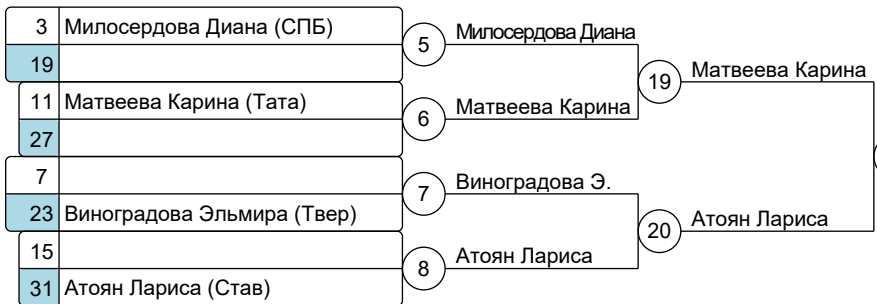 3 Милосердова Диана (СПБ)
19
5 Милосердова Диана
11 Матвеева Карина (Тата)
27
6 Матвеева Карина
19 Матвеева Карина
7
23 Виноградова Эльмира (Твер)
7 Виноградова Э.
15
31 Атоян Лариса (Став)
8 Атоян Лариса
20 Атоян Лариса